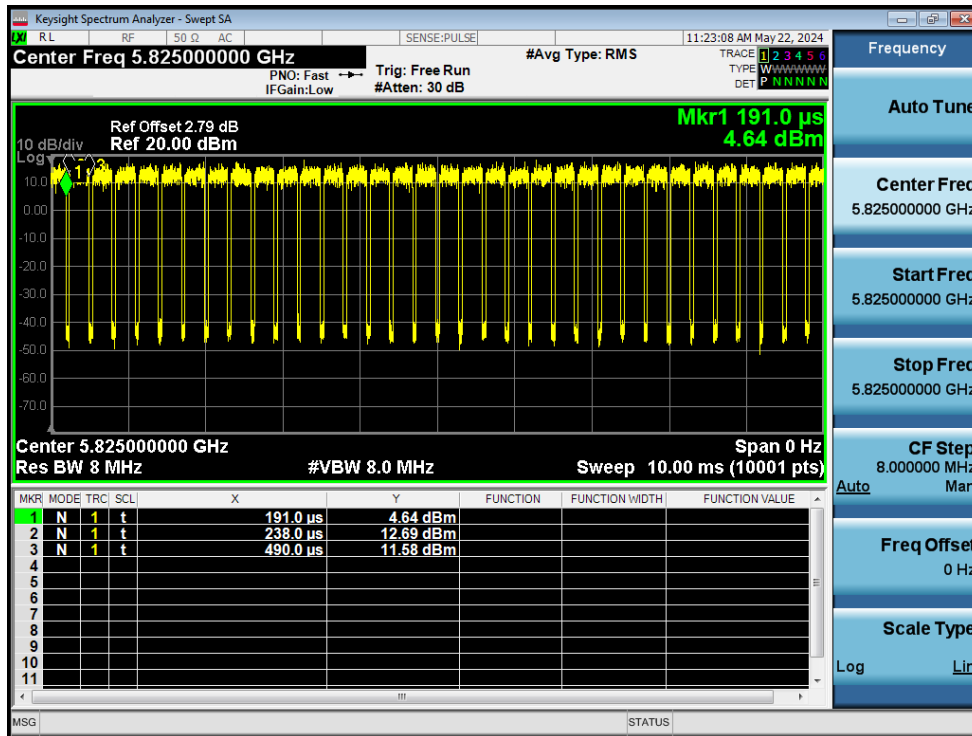 Keysight Spectrum Analyzer - Swept SA
LXI RL RF 50 Ω AC SENSE:PULSE 11:23:08 AM May 22, 2024
Center Freq 5.825000000 GHz #Avg Type: RMS TRACE 1 2 3 4 5 6
PNO: Fast Trig: Free Run TYPE WWWWWW
IFGain:Low #Atten: 30 dB DET P N N N N N
Frequency
Auto Tune
Center Freq
5.825000000 GHz
Start Freq
5.825000000 GHz
Stop Freq
5.825000000 GHz
CF Step
8.000000 MHz
Auto Man
Freq Offset
0 Hz
Scale Type
Log Lin
Mkr1 191.0 µs
4.64 dBm
Ref Offset 2.79 dB
10 dB/div Ref 20.00 dBm
Log
1 3
10.0
0.00
-10.0
-20.0
-30.0
-40.0
-50.0
-60.0
-70.0
Center 5.825000000 GHz Span 0 Hz
Res BW 8 MHz #VBW 8.0 MHz Sweep 10.00 ms (10001 pts)
MKR MODE TRC SCL X Y FUNCTION FUNCTION WIDTH FUNCTION VALUE
1 N 1 t 191.0 µs 4.64 dBm
2 N 1 t 238.0 µs 12.69 dBm
3 N 1 t 490.0 µs 11.58 dBm
4
5
6
7
8
9
10
11
MSG STATUS